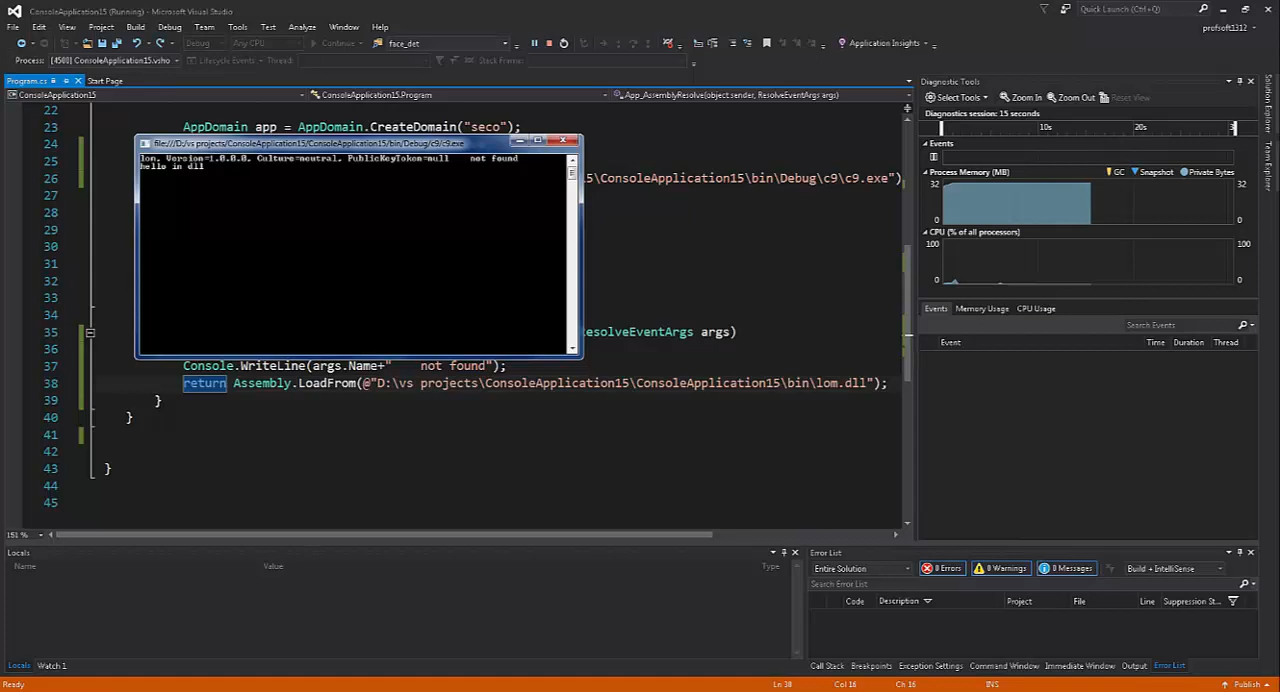 ConsoleApplication15 (Running) - Microsoft Visual Studio
Quick Launch (Ctrl+Q)
File Edit View Project Build Debug Team Tools Test Analyze Window Help
profsoft1312
Debug Any CPU Continue face_det Application Insights
Process: [4508] ConsoleApplication15.vsho Lifecycle Events Thread: Stack Frame:
Program.cs Start Page
ConsoleApplication15 ConsoleApplication15.Program App_AssemblyResolve(object sender, ResolveEventArgs args)
22
23 AppDomain app = AppDomain.CreateDomain("seco");
24
file:///D:/vs projects/ConsoleApplication15/ConsoleApplication15/bin/Debug/c9/c9.exe
Version=1.0.0.0, Culture=neutral, PublicKeyToken=null not found
hello in dll
25
26 5\ConsoleApplication15\bin\Debug\c9\c9.exe")
27
28
29
30
31
32
33
34
35 esolveEventArgs args)
36
37 Console.WriteLine(args.Name+" not found");
38 return Assembly.LoadFrom(@"D:\vs projects\ConsoleApplication15\ConsoleApplication15\bin\lom.dll");
39 }
40 }
41
42
43 }
44
45
151 %
Diagnostic Tools
Select Tools Zoom In Zoom Out Reset View
Diagnostics session: 15 seconds
10s 20s 3
Events
Process Memory (MB) GC Snapshot Private Bytes
32 32
0 0
CPU (% of all processors)
100 100
0 0
Events Memory Usage CPU Usage
Search Events
Event Time Duration Thread
Solution Explorer
Team Explorer
Locals
Name Value Type
Locals Watch 1
Error List
Entire Solution 0 Errors 0 Warnings 0 Messages Build + IntelliSense
Search Error List
Code Description Project File Line Suppression St...
Call Stack Breakpoints Exception Settings Command Window Immediate Window Output Error List
Ready Ln 38 Col 16 Ch 16 INS Publish